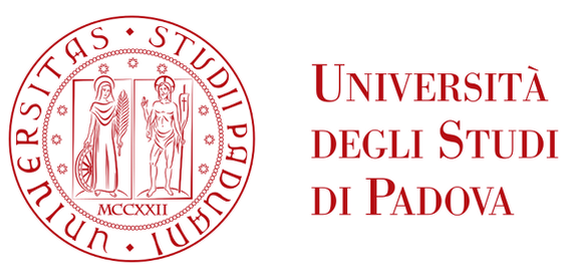 UNIVERSITAS · STUDII PADUANI ·
MCCXXII
UNIVERSITÀ
DEGLI STUDI
DI PADOVA